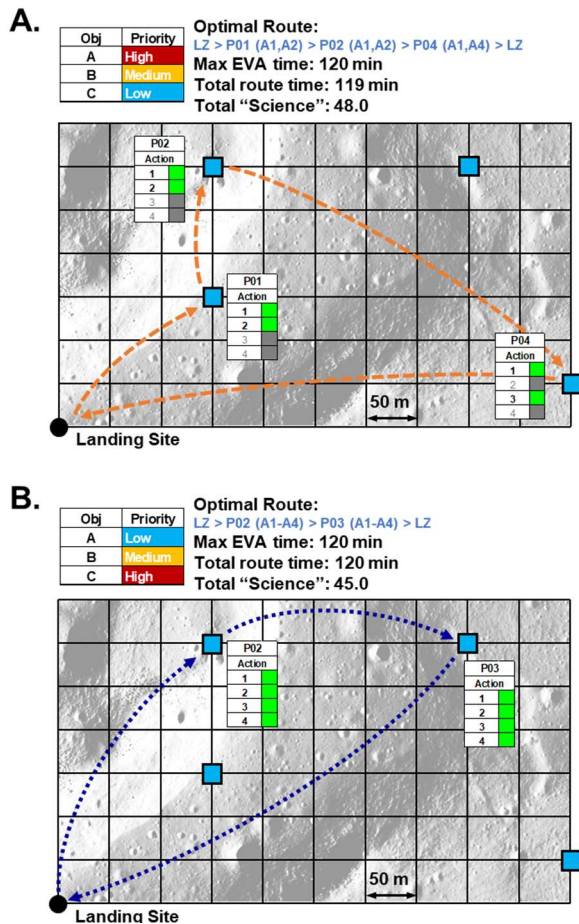 A.
Obj Priority
A High
B Medium
C Low
Optimal Route:
LZ > P01 (A1,A2) > P02 (A1,A2) > P04 (A1,A4) > LZ
Max EVA time: 120 min
Total route time: 119 min
Total “Science”: 48.0
P02
Action
1
2
3
4
P01
Action
1
2
3
4
P04
Action
1
2
3
4
50 m
Landing Site
B.
Obj Priority
A Low
B Medium
C High
Optimal Route:
LZ > P02 (A1-A4) > P03 (A1-A4) > LZ
Max EVA time: 120 min
Total route time: 120 min
Total “Science”: 45.0
P02
Action
1
2
3
4
P03
Action
1
2
3
4
50 m
Landing Site